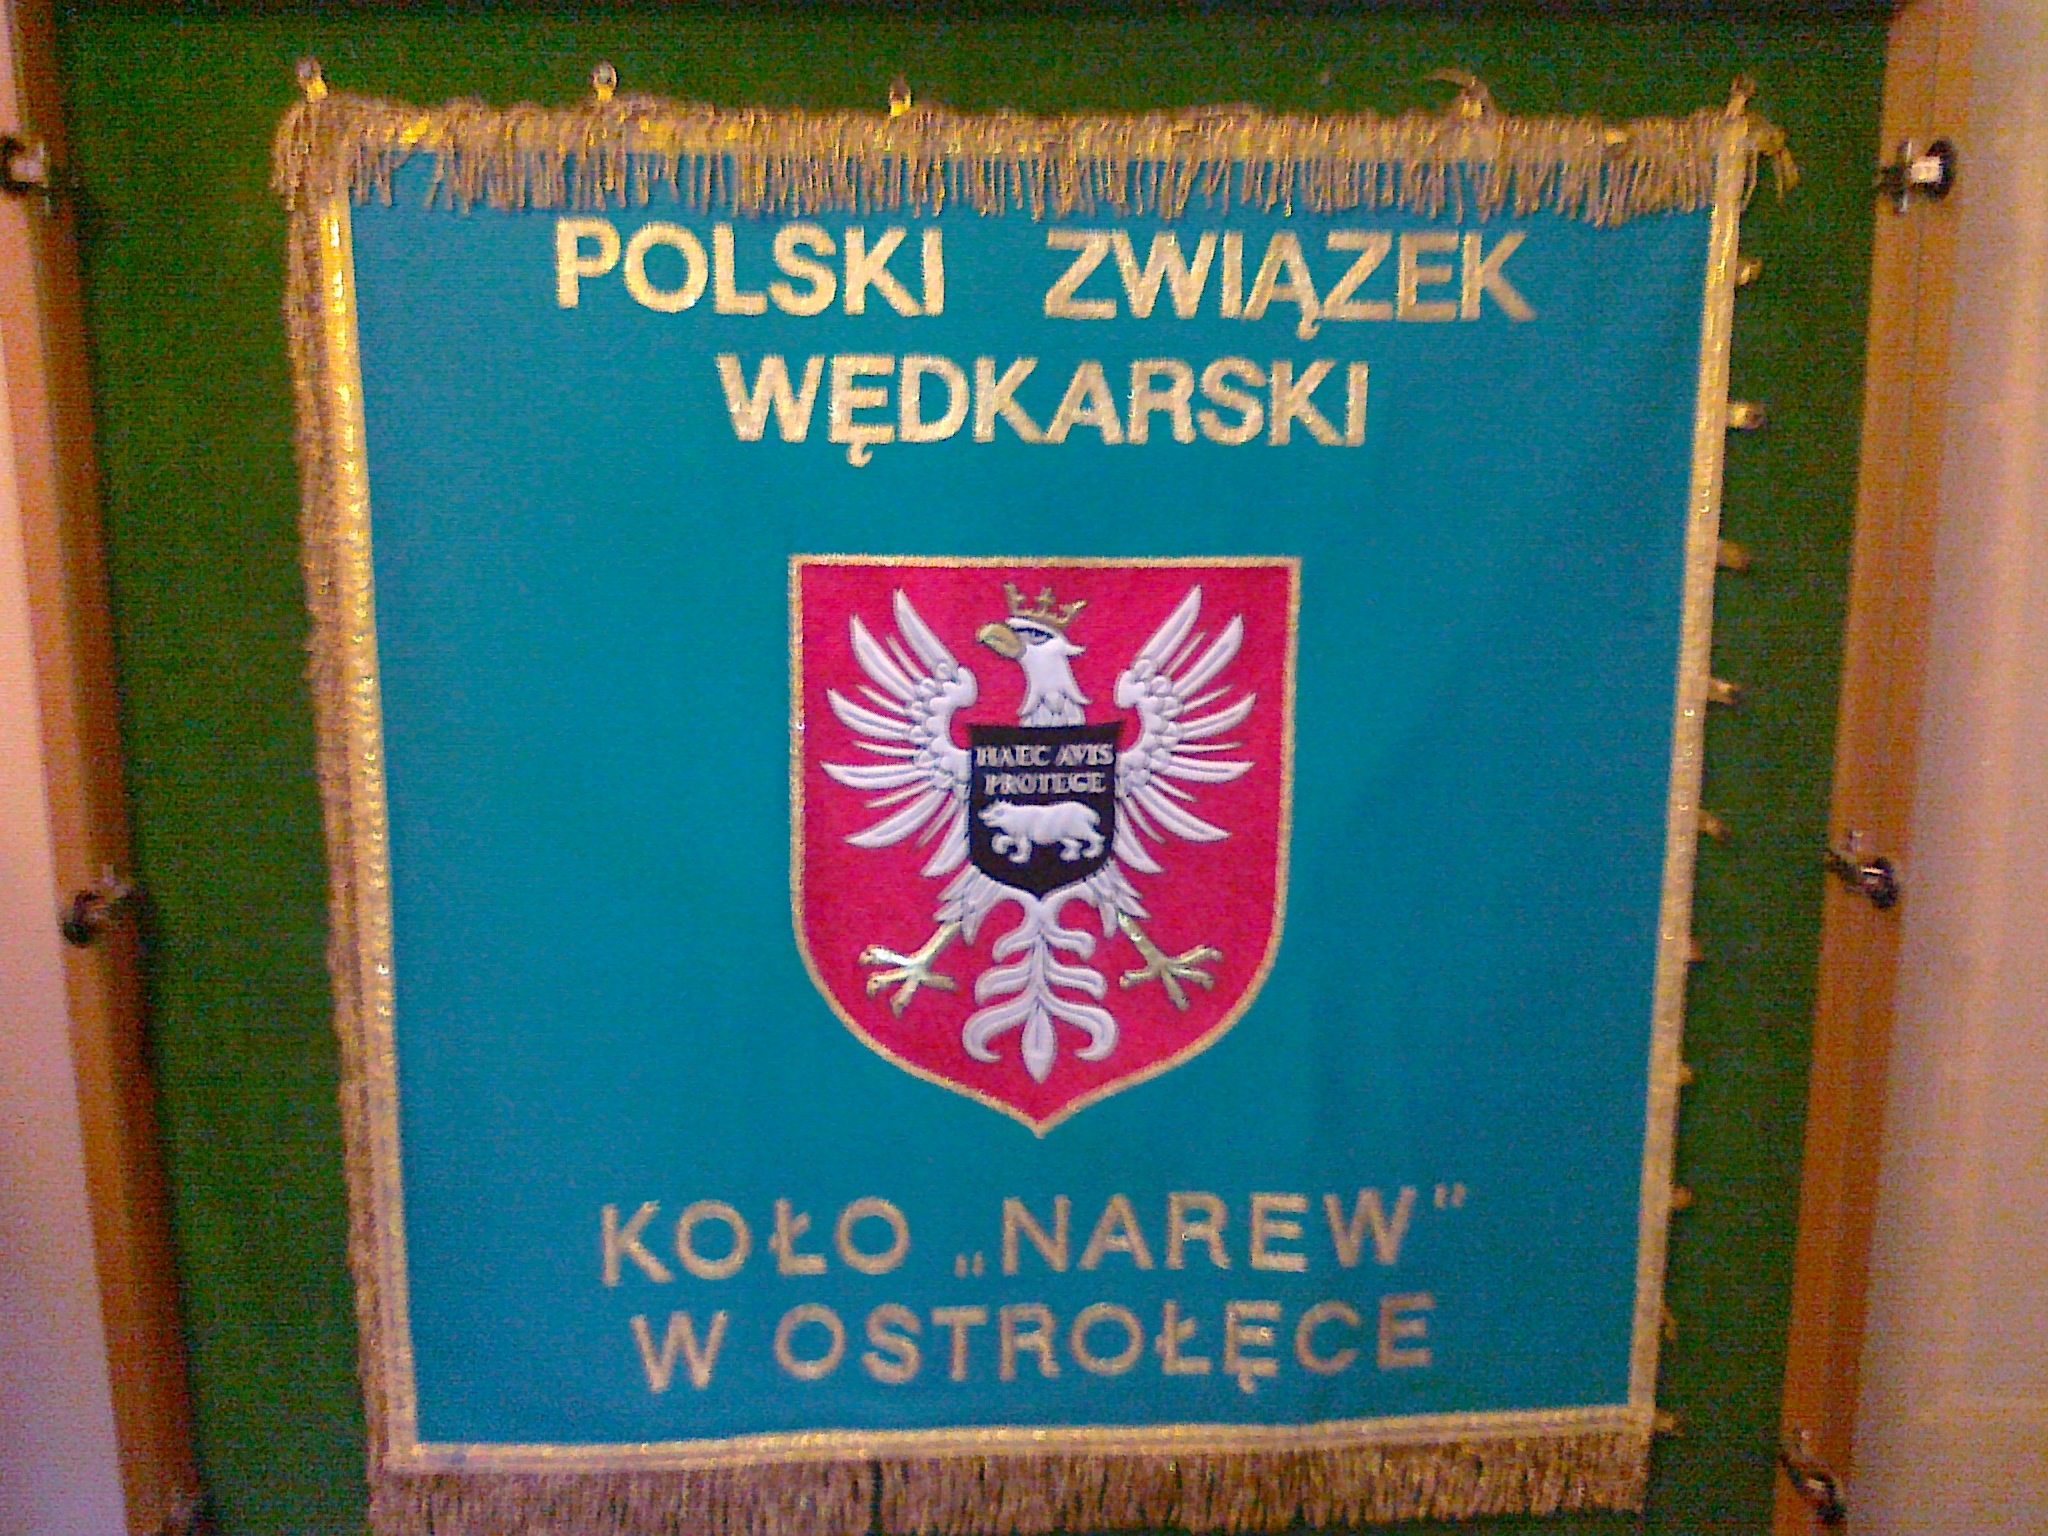 POLSKI ZWIĄZEK
WĘDKARSKI
HAEC AVIS
PROTEGE
KOŁO „NAREW"
W OSTROŁĘCE